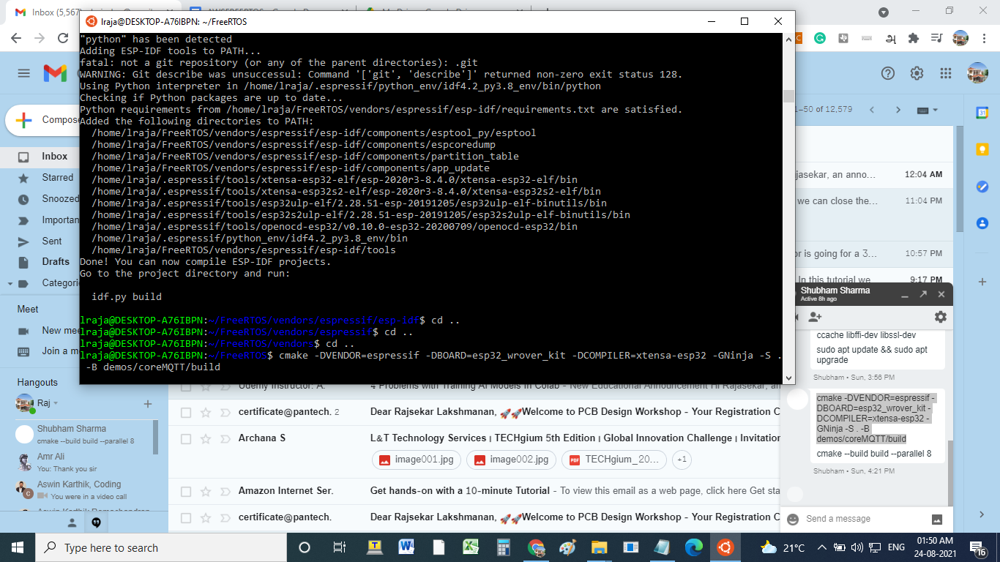 Inbox (5,567
lraja@DESKTOP-A76IBPN: ~/FreeRTOS
"python" has been detected
Adding ESP-IDF tools to PATH...
fatal: not a git repository (or any of the parent directories): .git
WARNING: Git describe was unsuccessul: Command '['git', 'describe']' returned non-zero exit status 128.
Using Python interpreter in /home/lraja/.espressif/python_env/idf4.2_py3.8_env/bin/python
Checking if Python packages are up to date...
Python requirements from /home/lraja/FreeRTOS/vendors/espressif/esp-idf/requirements.txt are satisfied.
Added the following directories to PATH:
/home/lraja/FreeRTOS/vendors/espressif/esp-idf/components/esptool_py/esptool
/home/lraja/FreeRTOS/vendors/espressif/esp-idf/components/espcoredump
/home/lraja/FreeRTOS/vendors/espressif/esp-idf/components/partition_table
/home/lraja/FreeRTOS/vendors/espressif/esp-idf/components/app_update
/home/lraja/.espressif/tools/xtensa-esp32-elf/esp-2020r3-8.4.0/xtensa-esp32-elf/bin
/home/lraja/.espressif/tools/xtensa-esp32s2-elf/esp-2020r3-8.4.0/xtensa-esp32s2-elf/bin
/home/lraja/.espressif/tools/esp32ulp-elf/2.28.51-esp-20191205/esp32ulp-elf-binutils/bin
/home/lraja/.espressif/tools/esp32s2ulp-elf/2.28.51-esp-20191205/esp32s2ulp-elf-binutils/bin
/home/lraja/.espressif/tools/openocd-esp32/v0.10.0-esp32-20200709/openocd-esp32/bin
/home/lraja/.espressif/python_env/idf4.2_py3.8_env/bin
/home/lraja/FreeRTOS/vendors/espressif/esp-idf/tools
Done! You can now compile ESP-IDF projects.
Go to the project directory and run:
idf.py build
lraja@DESKTOP-A76IBPN:~/FreeRTOS/vendors/espressif/esp-idf$ cd ..
lraja@DESKTOP-A76IBPN:~/FreeRTOS/vendors/espressif$ cd ..
lraja@DESKTOP-A76IBPN:~/FreeRTOS/vendors$ cd ..
lraja@DESKTOP-A76IBPN:~/FreeRTOS$ cmake -DVENDOR=espressif -DBOARD=esp32_wrover_kit -DCOMPILER=xtensa-esp32 -GNinja -S .
-B demos/coreMQTT/build
Compose
Inbox
Starred
Snoozed
Important
Sent
Drafts
Categori
Meet
New mee
Join a m
Hangouts
Raj
Shubham Sharma
cmake --build build --parallel 8
Amr Ali
You: Thank you sir
Aswin Karthik, Coding
You were in a video call
1–50 of 12,579
jasekar, an anno... 12:04 AM
we can close the... 11:04 PM
or is going for a 3... 10:57 PM
In this tutorial we 9:17 PM
Udemy Instructor: A. 4 Problems with Training AI Models In Colab - New Educational Announcement Hi Rajasekar, an
certificate@pantech. 2 Dear Rajsekar Lakshmanan, 🚀🚀Welcome to PCB Design Workshop - Your Registration C
Archana S L&T Technology Services | TECHgium 5th Edition | Global Innovation Challenge | Invitation
image001.jpg image002.jpg PDF TECHgium_20... +1
Amazon Internet Ser. Get hands-on with a 10-minute Tutorial - To view this email as a web page, click here Get sta
certificate@pantech. Dear Rajsekar Lakshmanan, 🚀🚀Welcome to PCB Design Workshop - Your Registration C
Shubham Sharma
Active 8h ago
ccache libffi-dev libssl-dev
sudo apt update && sudo apt
upgrade
Shubham • Sun, 3:56 PM
cmake -DVENDOR=espressif -
DBOARD=esp32_wrover_kit -
DCOMPILER=xtensa-esp32 -
GNinja -S . -B
demos/coreMQTT/build
cmake --build build --parallel 8
Shubham • Sun, 4:21 PM
Send a message
Type here to search
21°C
ENG
01:50 AM
24-08-2021
16